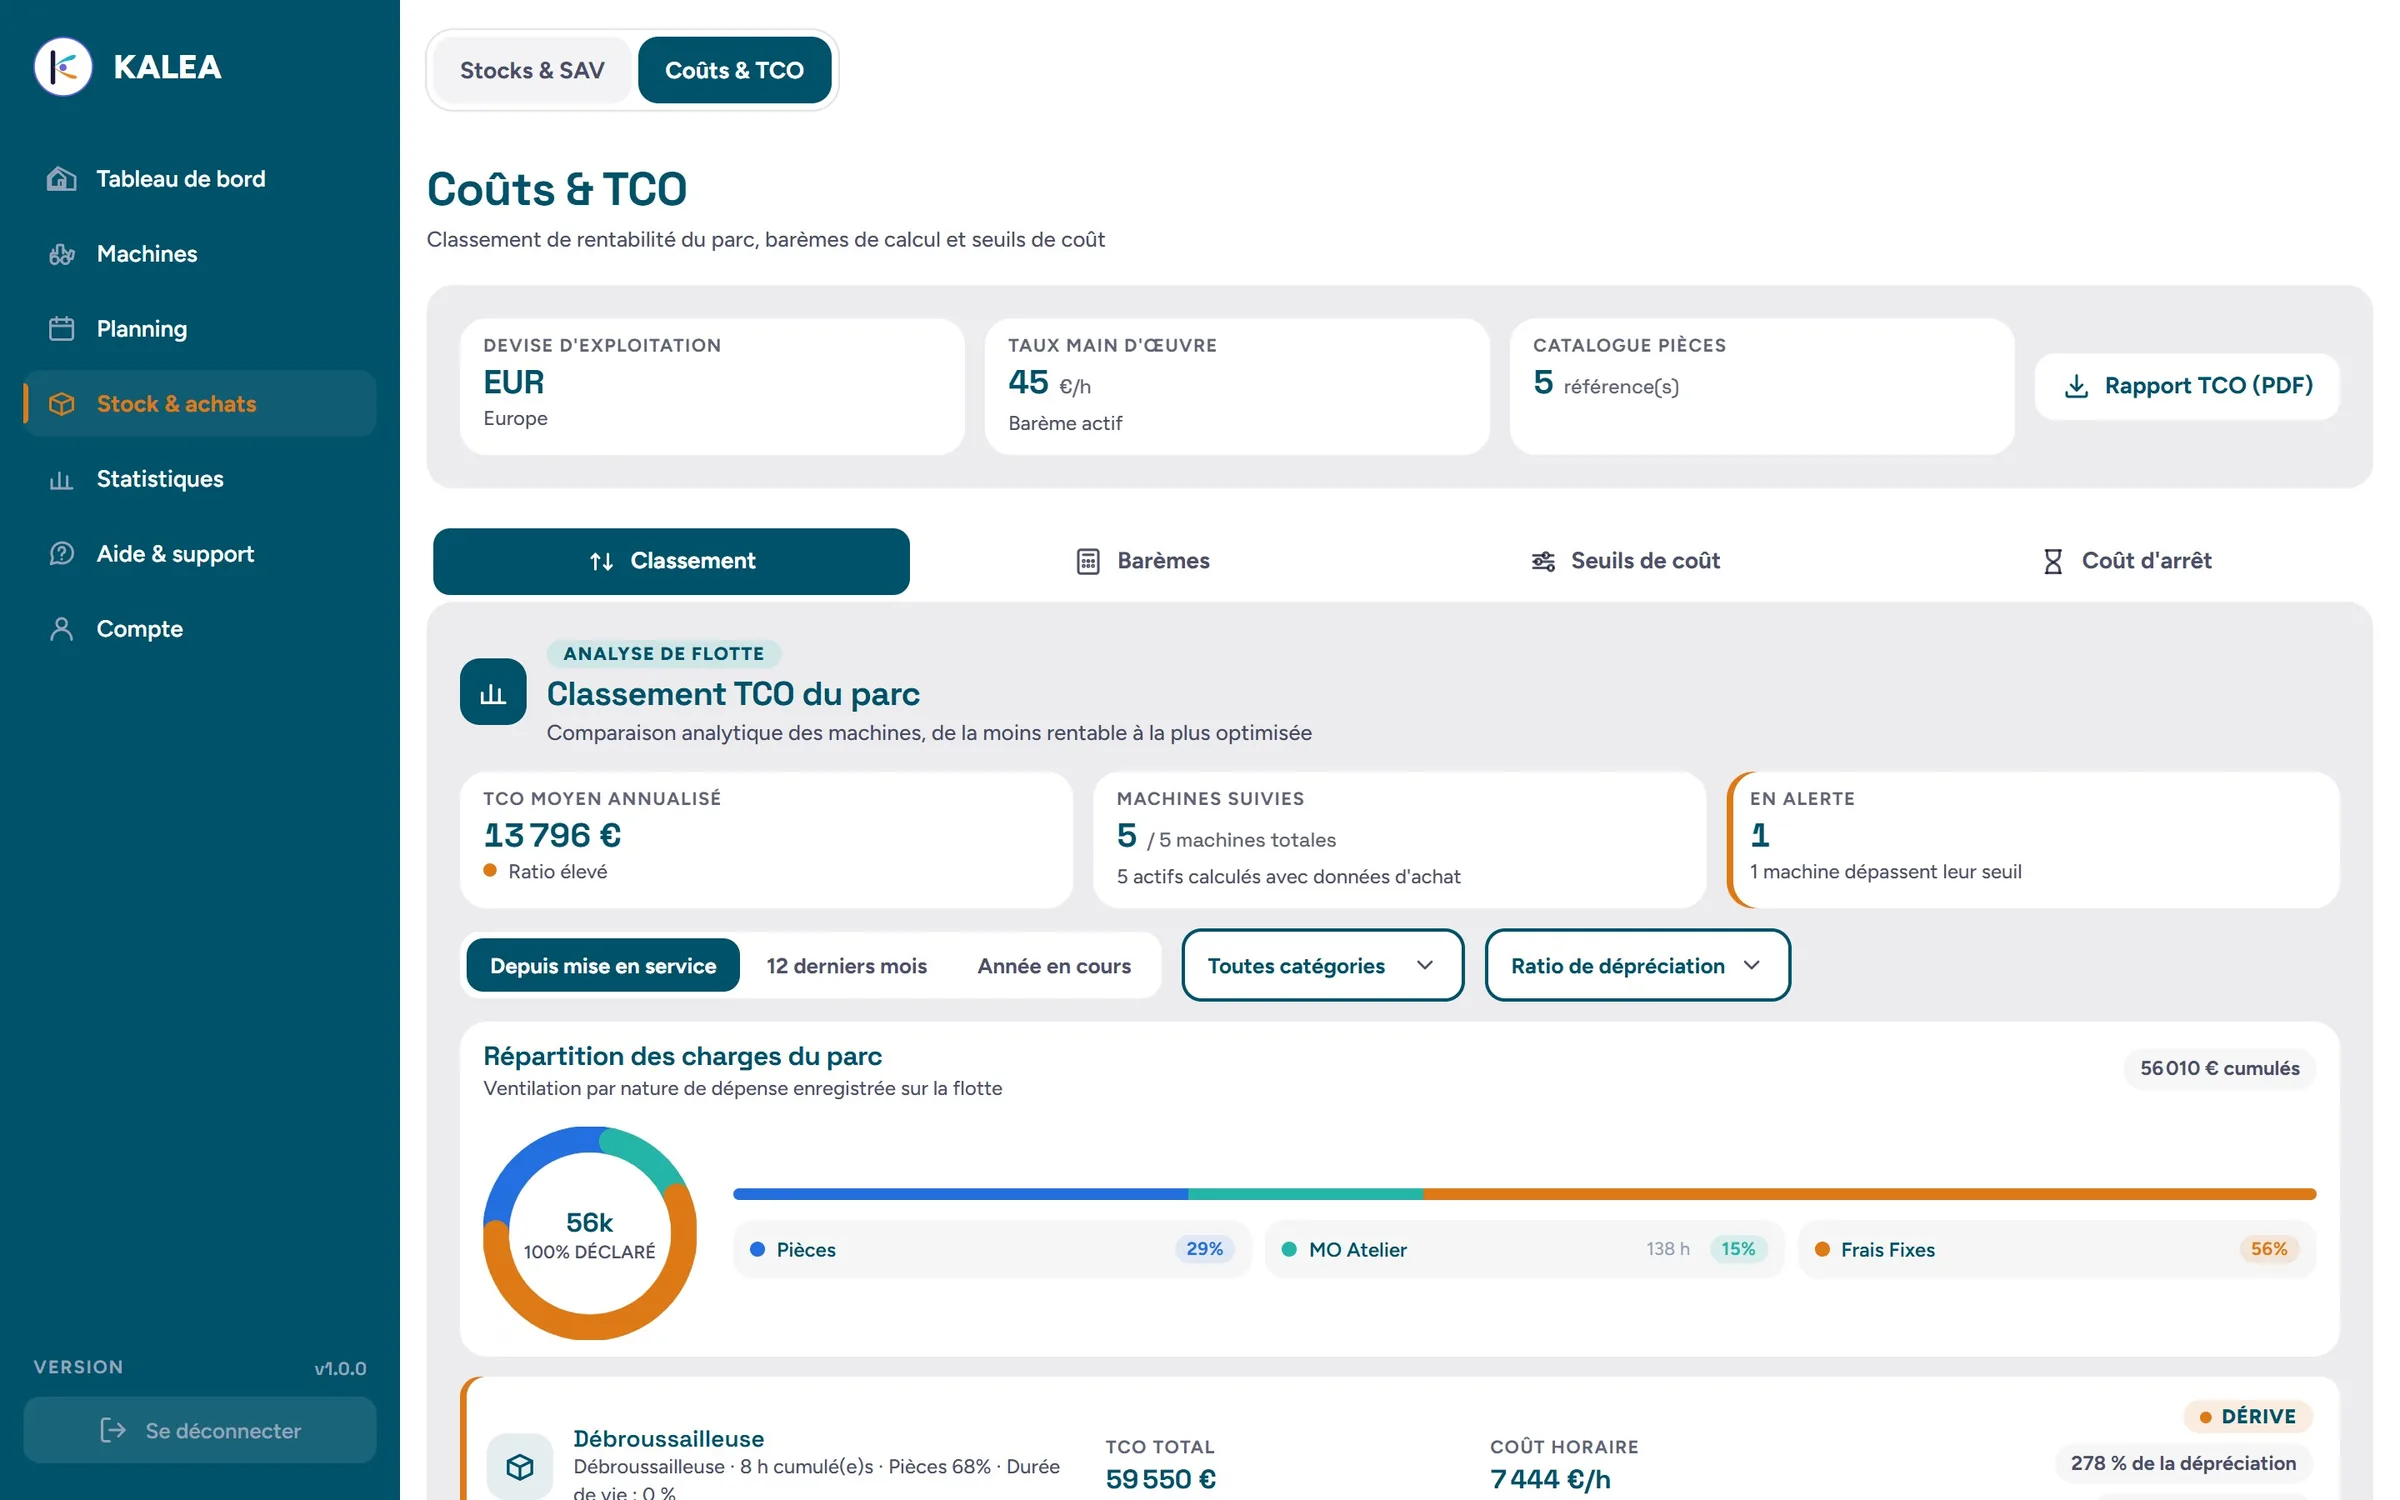 KALEA
Tableau de bord
Machines
Planning
Stock & achats
Statistiques
Aide & support
Compte
VERSION
v1.0.0
Se déconnecter
Stocks & SAV
Coûts & TCO
Coûts & TCO
Classement de rentabilité du parc, barèmes de calcul et seuils de coût
DEVISE D'EXPLOITATION
EUR
Europe
TAUX MAIN D'ŒUVRE
45 €/h
Barème actif
CATALOGUE PIÈCES
5 référence(s)
Rapport TCO (PDF)
Classement
Barèmes
Seuils de coût
Coût d'arrêt
ANALYSE DE FLOTTE
Classement TCO du parc
Comparaison analytique des machines, de la moins rentable à la plus optimisée
TCO MOYEN ANNUALISÉ
13 796 €
Ratio élevé
MACHINES SUIVIES
5 / 5 machines totales
5 actifs calculés avec données d'achat
EN ALERTE
1
1 machine dépassent leur seuil
Depuis mise en service
12 derniers mois
Année en cours
Toutes catégories
Ratio de dépréciation
Répartition des charges du parc
Ventilation par nature de dépense enregistrée sur la flotte
56 010 € cumulés
56k
100% DÉCLARÉ
Pièces
29%
MO Atelier
138 h
15%
Frais Fixes
56%
Débroussailleuse
Débroussailleuse · 8 h cumulé(e)s · Pièces 68% · Durée
de vie : 0 %
TCO TOTAL
59 550 €
COÛT HORAIRE
7 444 €/h
DÉRIVE
278 % de la dépréciation